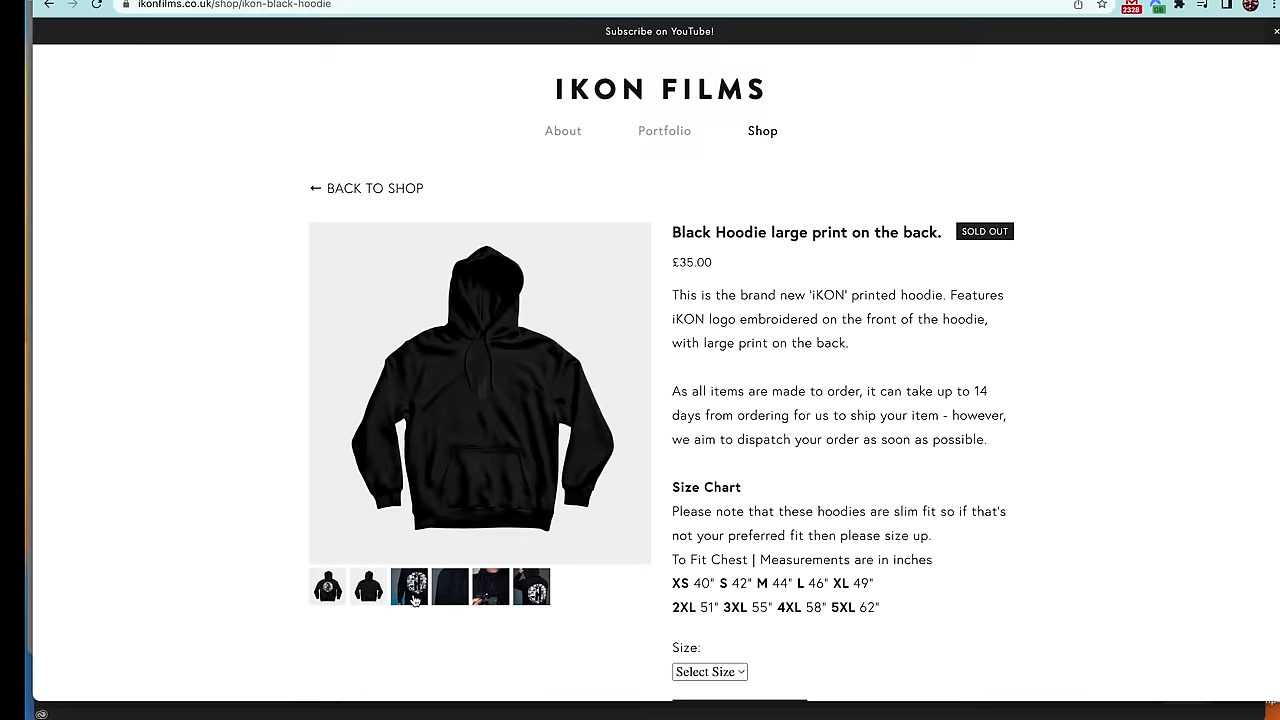 ikonfilms.co.uk/shop/ikon-black-hoodie
2328
GB
Subscribe on YouTube!
IKON FILMS
About Portfolio Shop
← BACK TO SHOP
Black Hoodie large print on the back. SOLD OUT
£35.00
This is the brand new 'iKON' printed hoodie. Features
iKON logo embroidered on the front of the hoodie,
with large print on the back.
As all items are made to order, it can take up to 14
days from ordering for us to ship your item - however,
we aim to dispatch your order as soon as possible.
Size Chart
Please note that these hoodies are slim fit so if that's
not your preferred fit then please size up.
To Fit Chest | Measurements are in inches
XS 40" S 42" M 44" L 46" XL 49"
2XL 51" 3XL 55" 4XL 58" 5XL 62"
Size:
Select Size